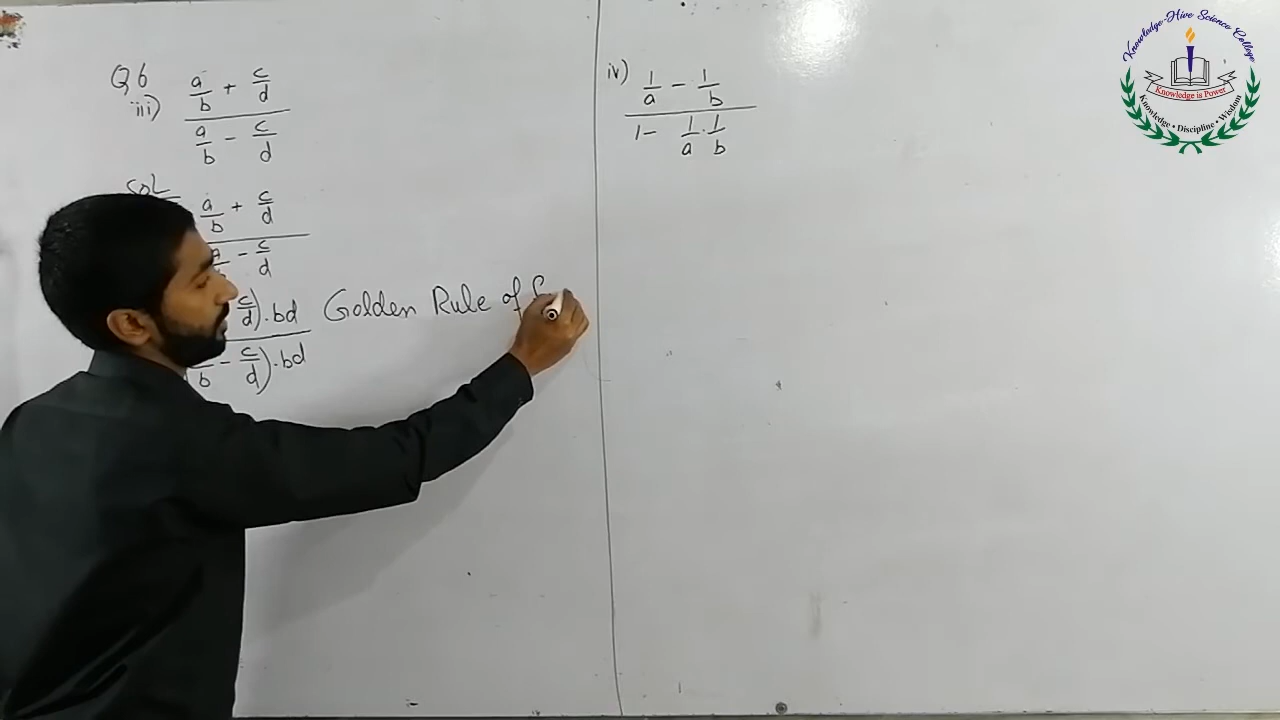 Q6
iii) a/b + c/d
a/b - c/d
Sol
a/b + c/d
a/b - c/d
c/d).bd Golden Rule of
b - c/d).bd
iv) 1/a - 1/b
1 - 1/a . 1/b
Knowledge-Hive Science College
Knowledge is Power
Knowledge • Discipline • Wisdom